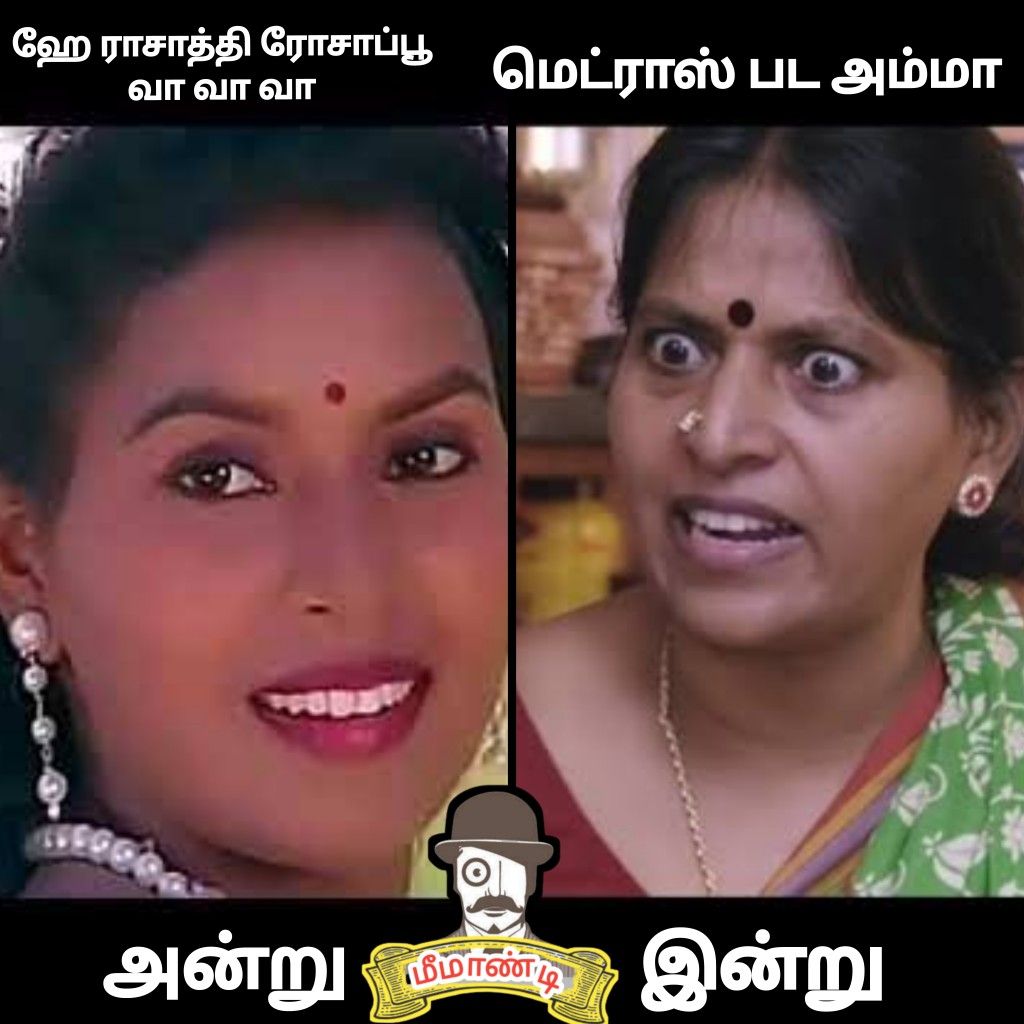 ஹே ராசாத்தி ரோசாப்பூ
வா வா வா
மெட்ராஸ் பட அம்மா
அன்று
மீமாண்டி
இன்று